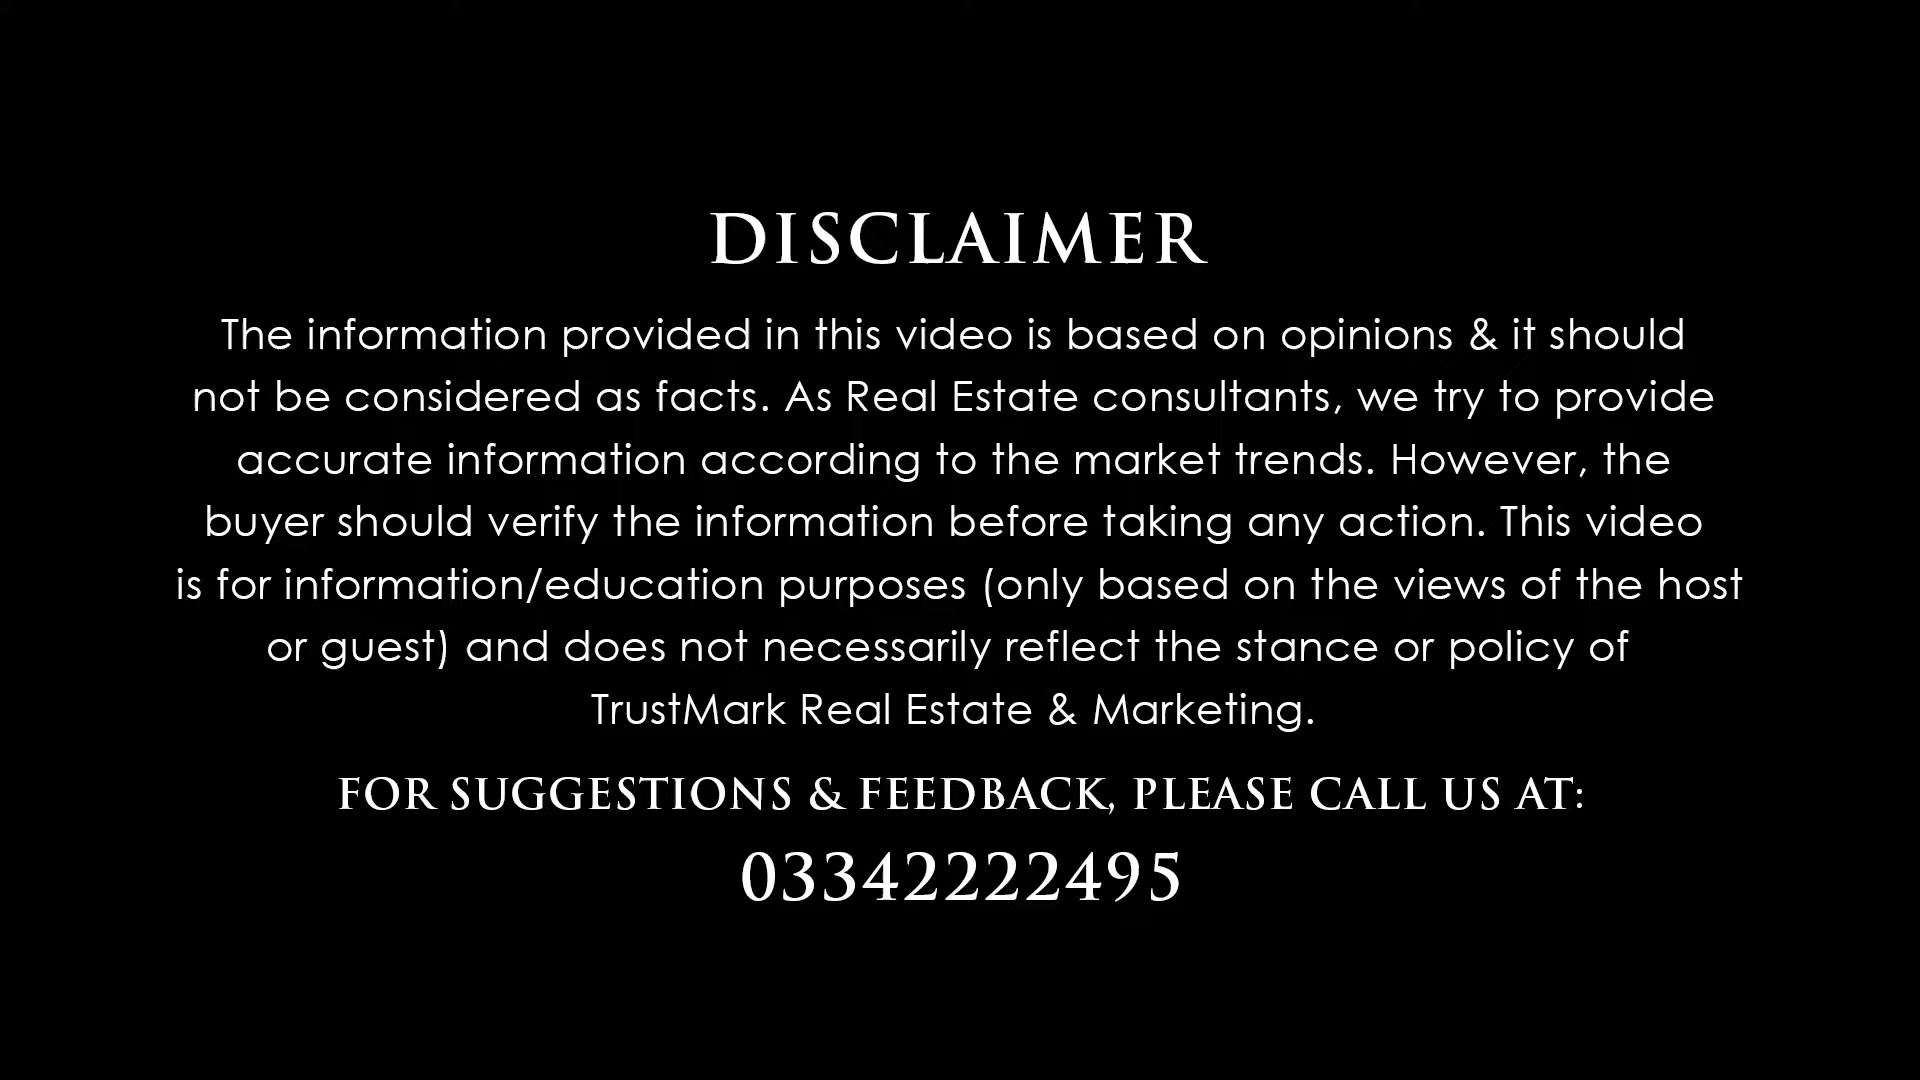 DISCLAIMER
The information provided in this video is based on opinions & it should
not be considered as facts. As Real Estate consultants, we try to provide
accurate information according to the market trends. However, the
buyer should verify the information before taking any action. This video
is for information/education purposes (only based on the views of the host
or guest) and does not necessarily reflect the stance or policy of
TrustMark Real Estate & Marketing.
FOR SUGGESTIONS & FEEDBACK, PLEASE CALL US AT:
03342222495